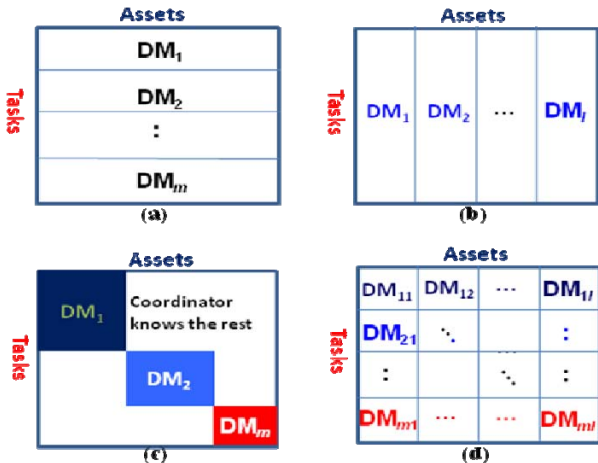 Assets
Tasks
DM1
DM2
:
DMm
(a)
Assets
Tasks
DM1 DM2 ... DMl
(b)
Assets
Tasks
DM1
Coordinator
knows the rest
DM2
DMm
(c)
Assets
Tasks
DM11 DM12 ... DM1l
DM21 ⋱ :
...
: ⋱ :
DMm1 ... ... DMml
(d)